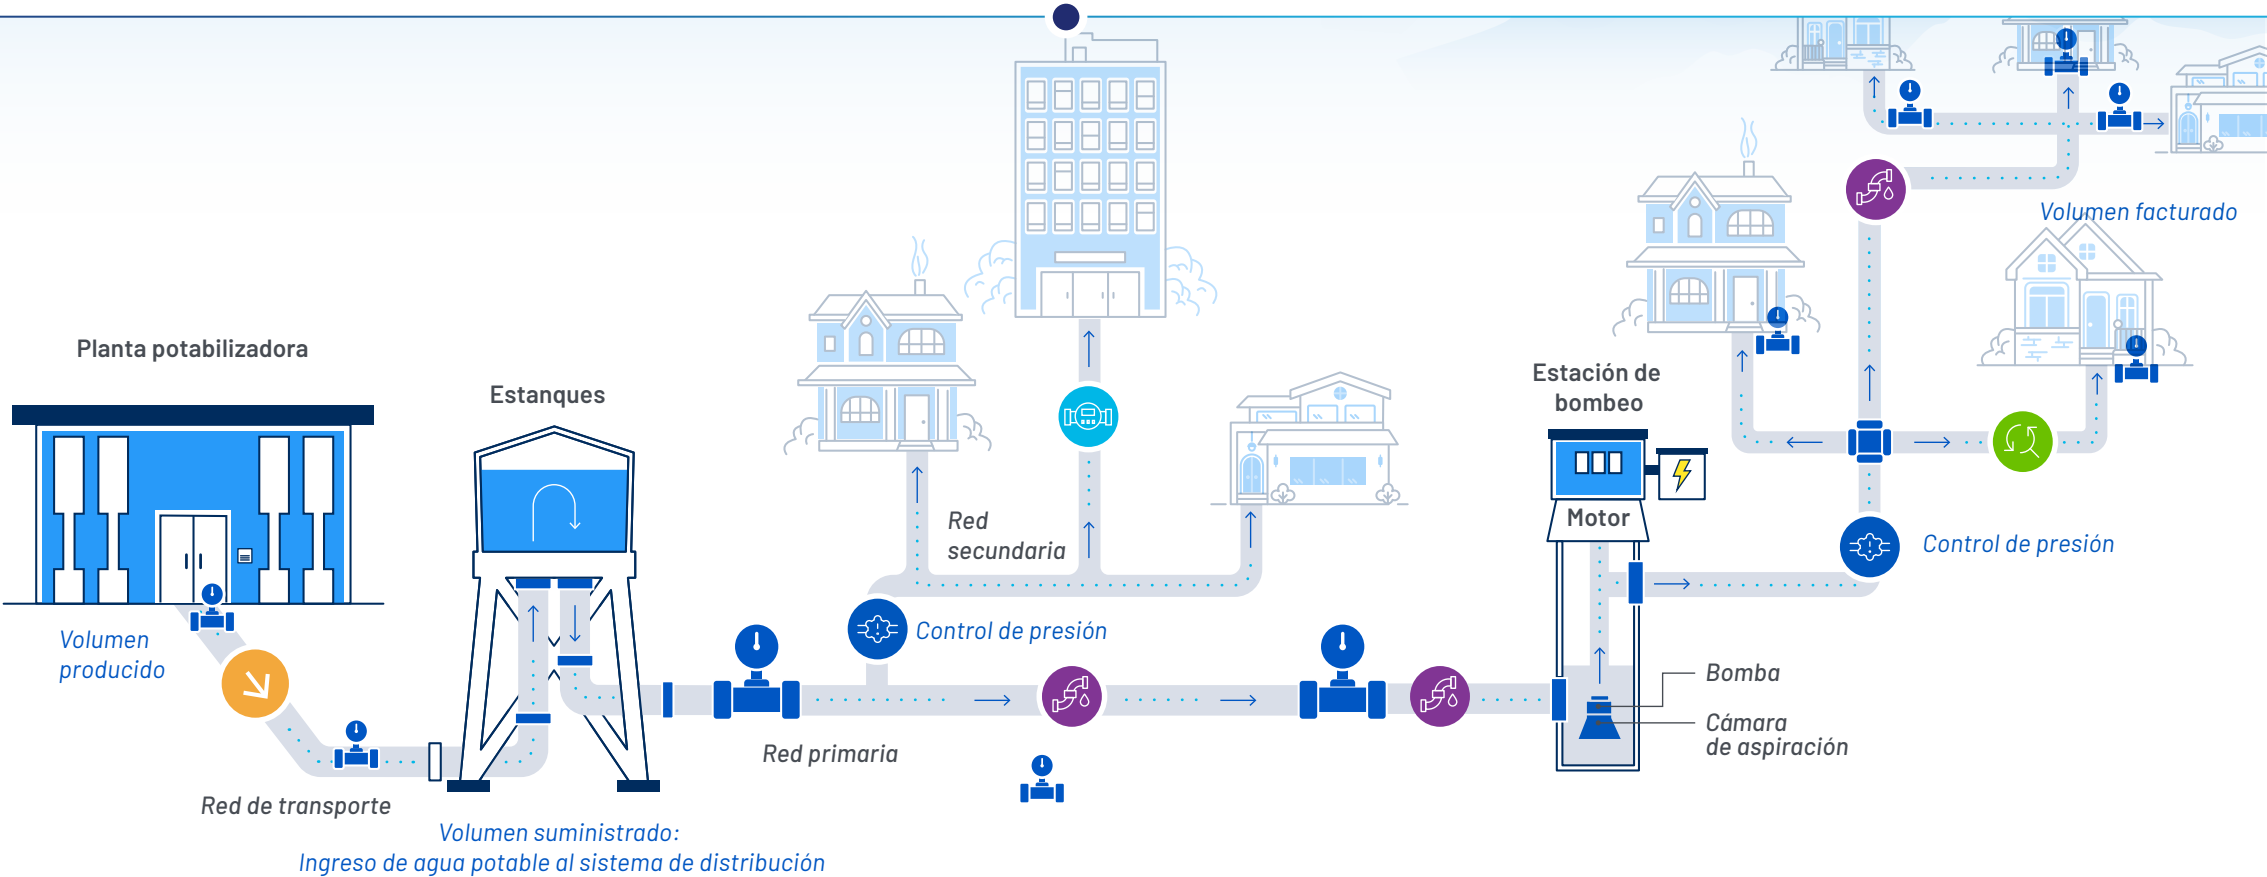 Volumen facturado
Planta potabilizadora
Estanques
Estación de
bombeo
Motor
Red
secundaria
Control de presión
Control de presión
Volumen
producido
Bomba
Cámara
de aspiración
Red primaria
Red de transporte
Volumen suministrado:
Ingreso de agua potable al sistema de distribución